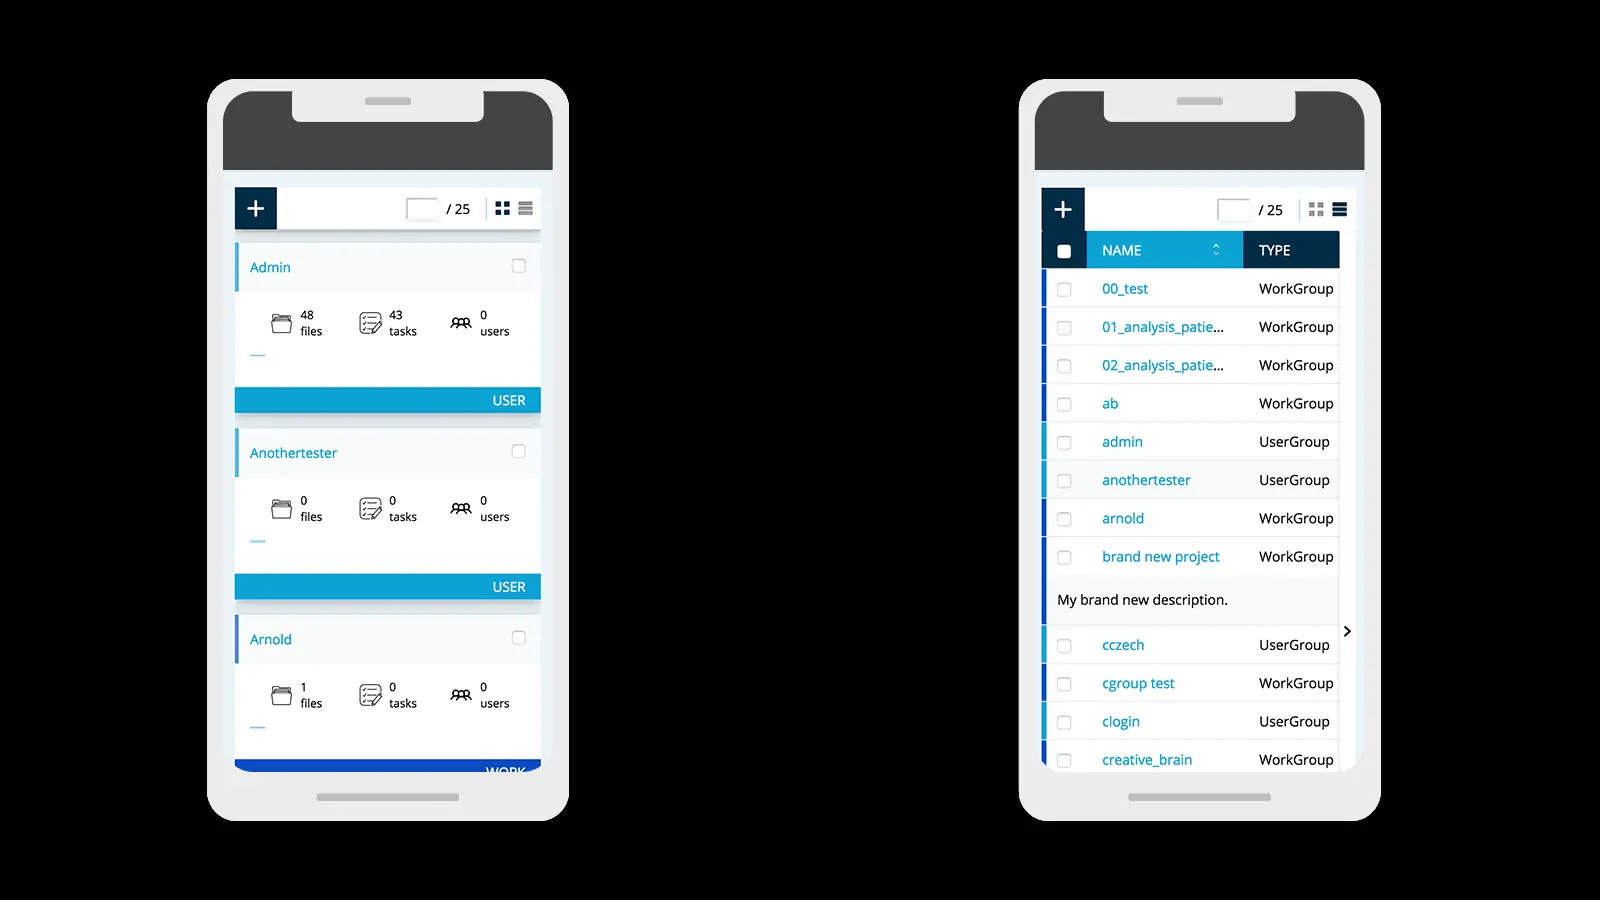 / 25
Admin
48 files
43 tasks
0 users
USER
Anothertester
0 files
0 tasks
0 users
USER
Arnold
1 files
0 tasks
0 users
WORK
/ 25
NAME TYPE
00_test WorkGroup
01_analysis_patie... WorkGroup
02_analysis_patie... WorkGroup
ab WorkGroup
admin UserGroup
anothertester UserGroup
arnold WorkGroup
brand new project WorkGroup
My brand new description.
cczech UserGroup
cgroup test WorkGroup
clogin UserGroup
creative_brain WorkGroup